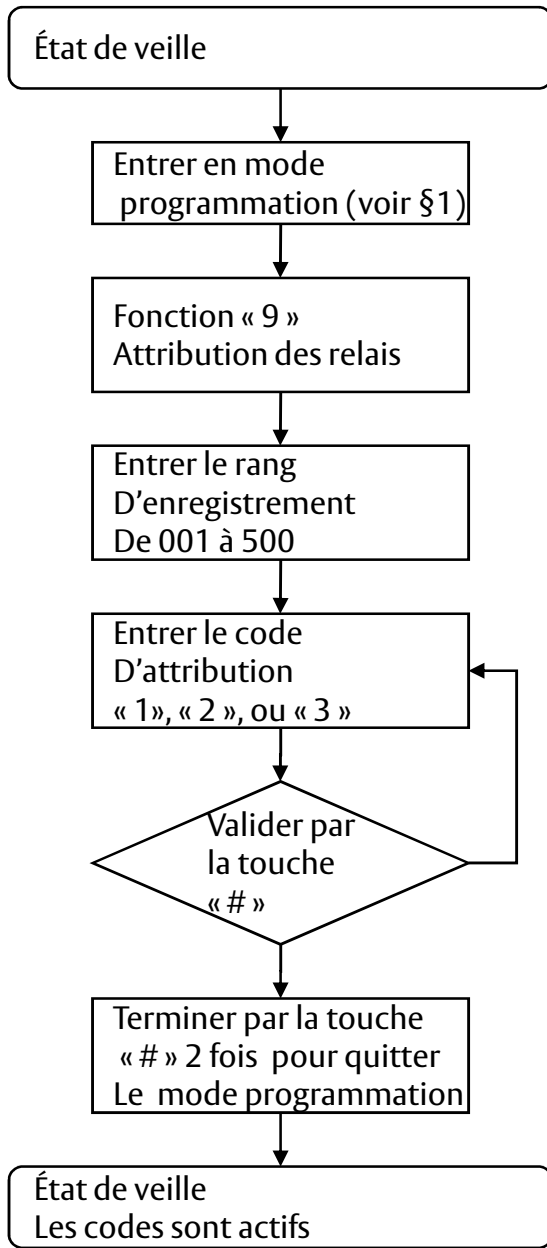 État de veille
Entrer en mode
programmation (voir §1)
Fonction « 9 »
Attribution des relais
Entrer le rang
D'enregistrement
De 001 à 500
Entrer le code
D'attribution
« 1», « 2 », ou « 3 »
Valider par
la touche
« # »
Terminer par la touche
« # » 2 fois pour quitter
Le mode programmation
État de veille
Les codes sont actifs